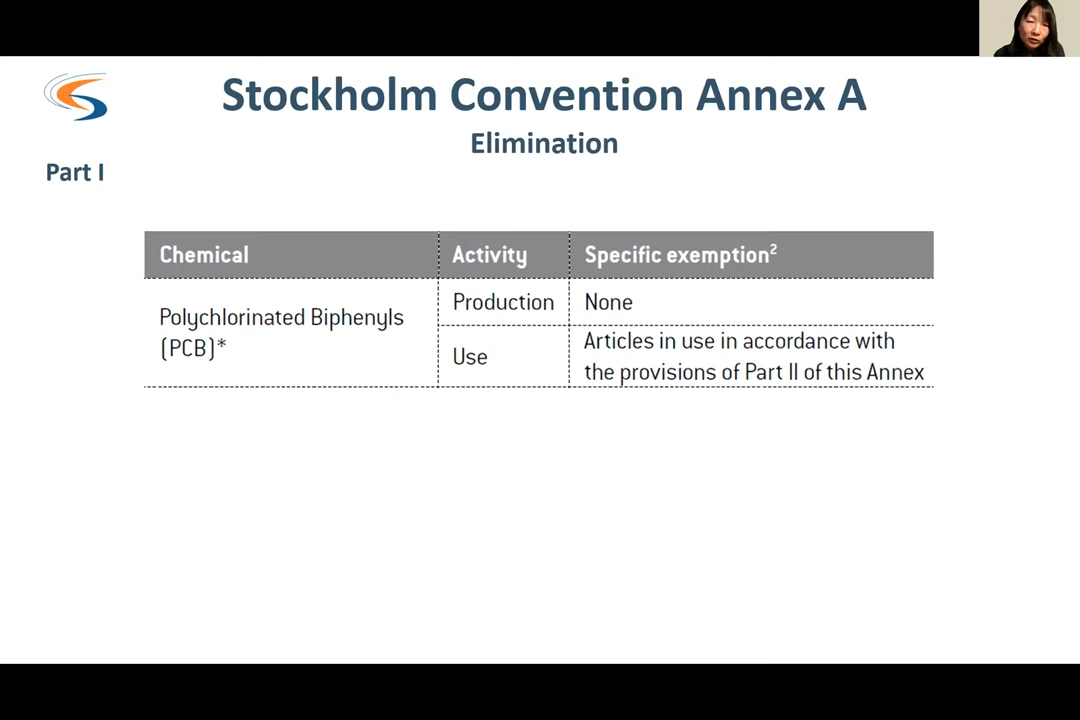 Stockholm Convention Annex A
Elimination
Part I
Chemical Activity Specific exemption²
Polychlorinated Biphenyls
(PCB)*
Production None
Use
Articles in use in accordance with
the provisions of Part II of this Annex